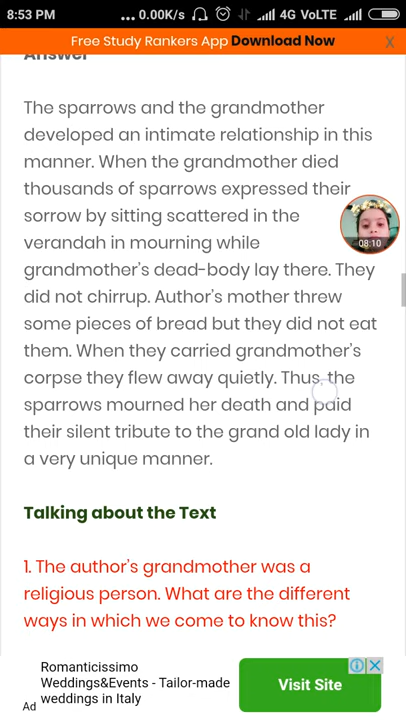 8:53 PM
...0.00K/s
4G VoLTE
Free Study Rankers App Download Now
X
Answer
The sparrows and the grandmother
developed an intimate relationship in this
manner. When the grandmother died
thousands of sparrows expressed their
sorrow by sitting scattered in the
verandah in mourning while
08:10
grandmother's dead-body lay there. They
did not chirrup. Author's mother threw
some pieces of bread but they did not eat
them. When they carried grandmother's
corpse they flew away quietly. Thus, the
sparrows mourned her death and paid
their silent tribute to the grand old lady in
a very unique manner.
Talking about the Text
1. The author's grandmother was a
religious person. What are the different
ways in which we come to know this?
Romanticissimo
Weddings&Events - Tailor-made
weddings in Italy
Ad
Visit Site